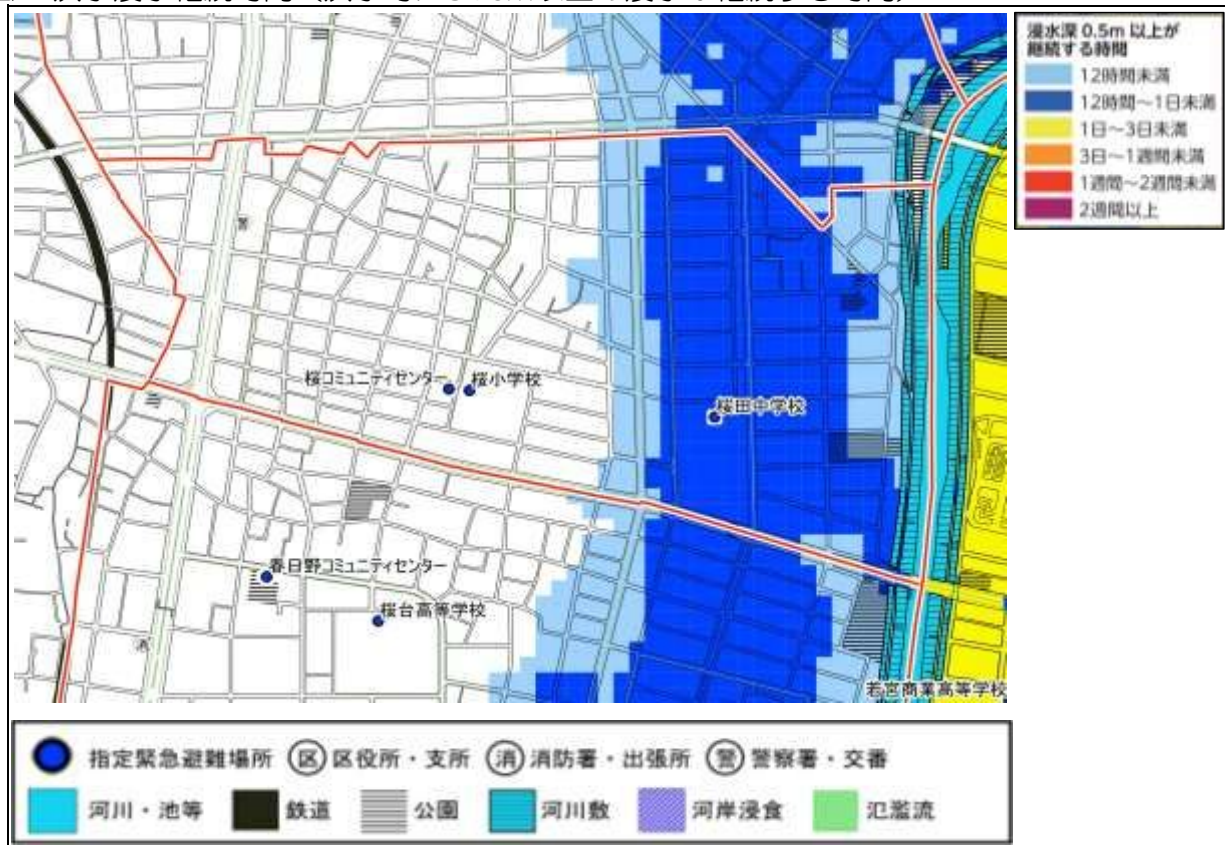 浸水深 0.5m 以上が
継続する時間
12時間未満
12時間～1日未満
1日～3日未満
3日～1週間未満
1週間～2週間未満
2週間以上
桜コミュニティセンター
桜小学校
桜田中学校
春日野コミュニティセンター
桜台高等学校
若宮商業高等学校
指定緊急避難場所 区 区役所・支所 消 消防署・出張所 警 警察署・交番
河川・池等 鉄道 公園 河川敷 河岸浸食 氾濫流